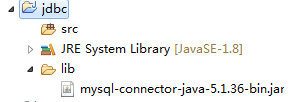 jdbc
src
JRE System Library [JavaSE-1.8]
lib
mysql-connector-java-5.1.36-bin.jar